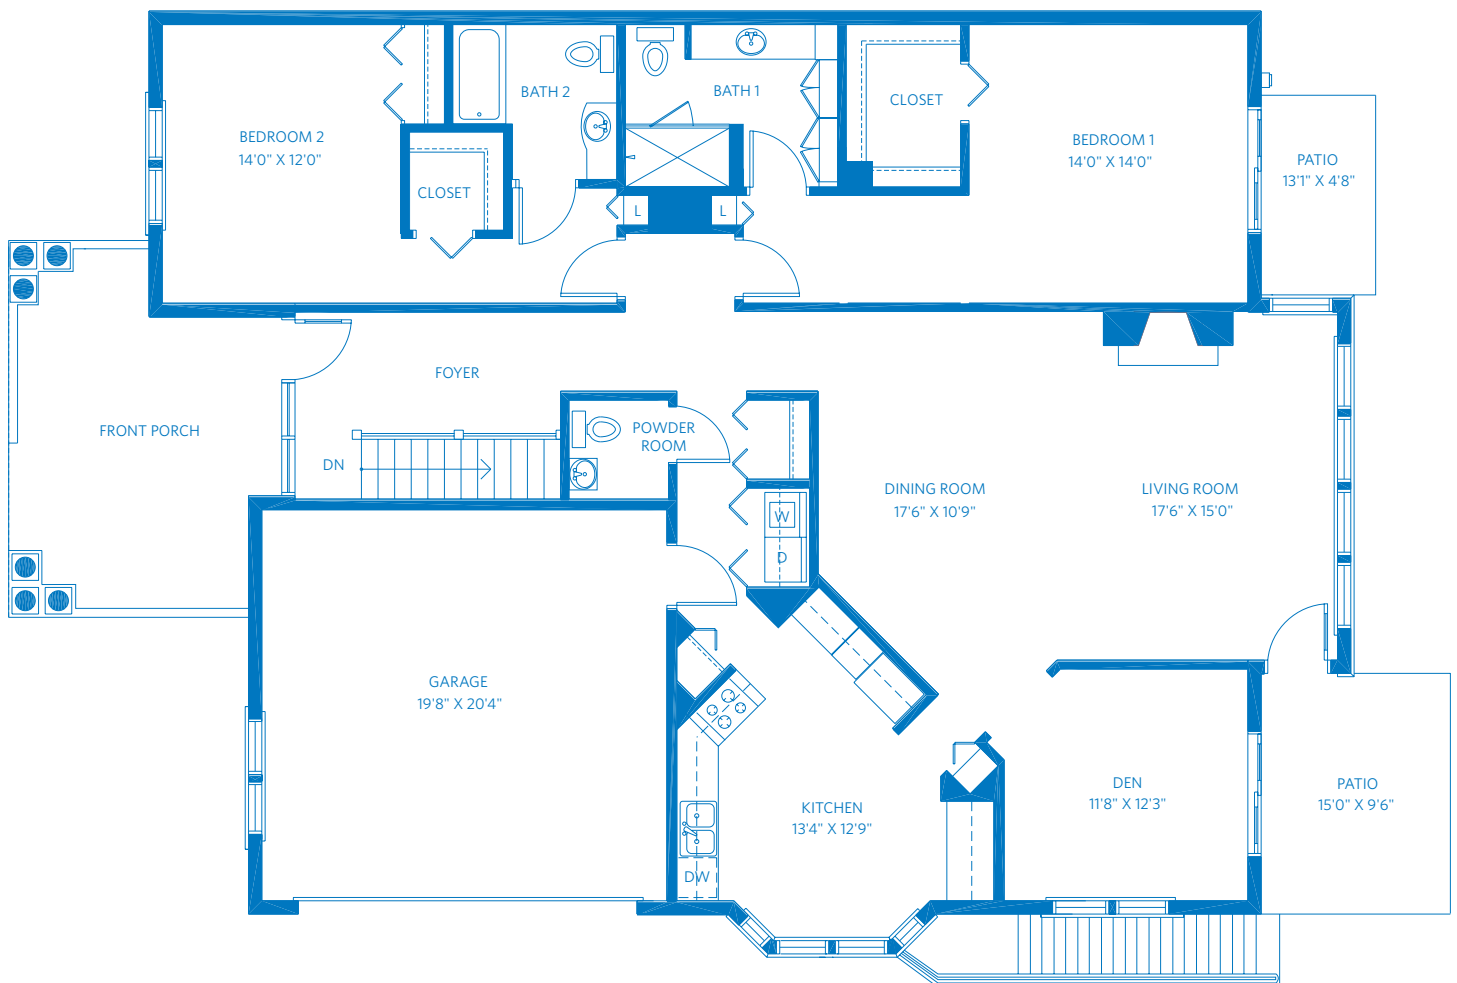 BEDROOM 2
14'0" X 12'0"
BATH 2
BATH 1
CLOSET
BEDROOM 1
14'0" X 14'0"
PATIO
13'1" X 4'8"
CLOSET
L
L
FOYER
FRONT PORCH
POWDER
ROOM
DN
DINING ROOM
17'6" X 10'9"
LIVING ROOM
17'6" X 15'0"
W
D
GARAGE
19'8" X 20'4"
KITCHEN
13'4" X 12'9"
DW
DEN
11'8" X 12'3"
PATIO
15'0" X 9'6"